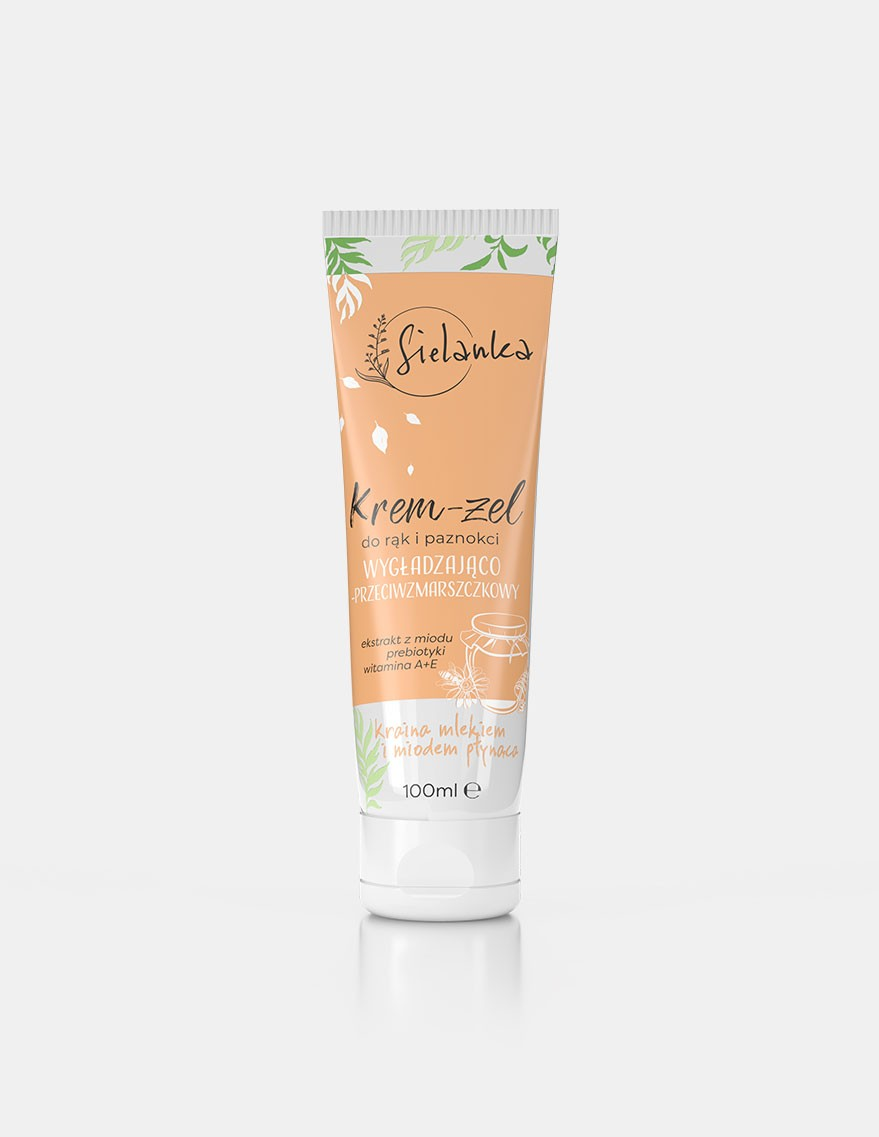 Sielanka
Krem-żel
do rąk i paznokci
WYGŁADZAJĄCO
-PRZECIWZMARSZCZKOWY
ekstrakt z miodu
prebiotyki
witamina A+E
Kraina mlekiem
i miodem płynąca
100ml ℮